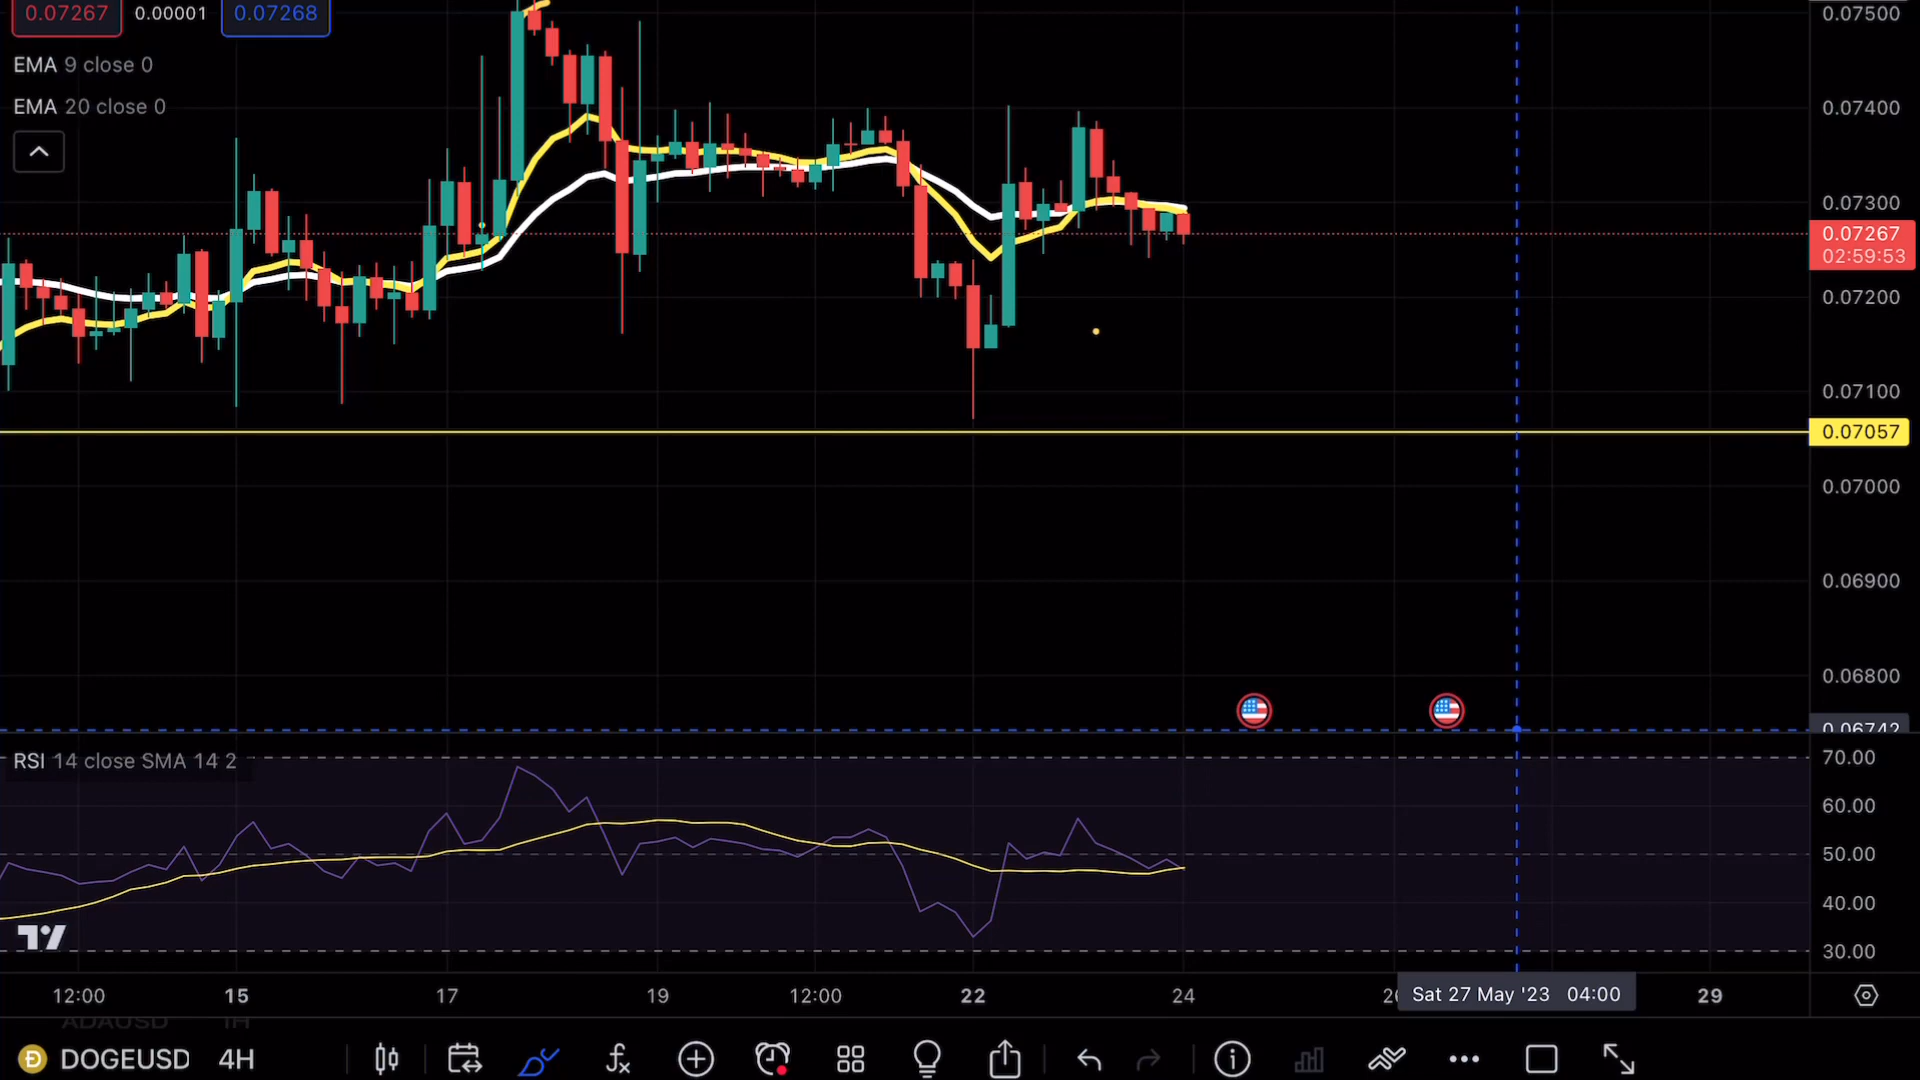 0.07267 0.00001 0.07268
EMA 9 close 0
EMA 20 close 0
0.07500
0.07400
0.07300
0.07267
02:59:53
0.07200
0.07100
0.07057
0.07000
0.06900
0.06800
0.06742
RSI 14 close SMA 14 2
70.00
60.00
50.00
40.00
30.00
12:00 15 17 19 12:00 22 24 Sat 27 May '23 04:00 29
ADAUSD 1H
DOGEUSD 4H